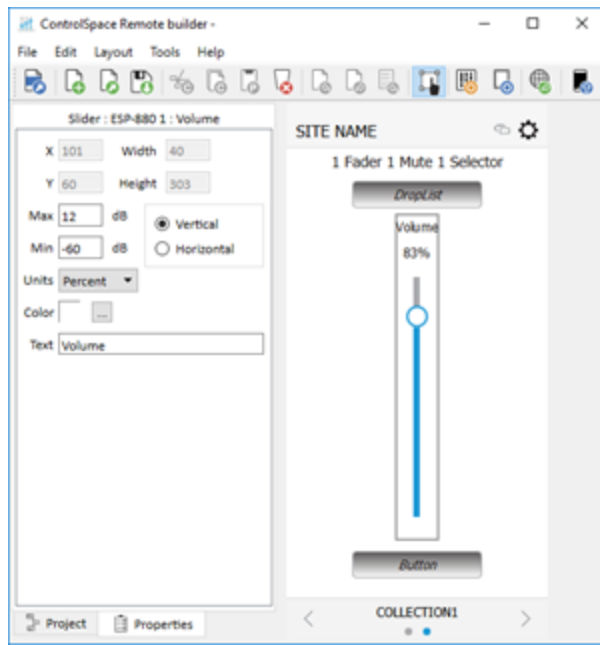 ControlSpace Remote builder -
File Edit Layout Tools Help
Slider : ESP-880 1 : Volume
X 101 Width 40
Y 60 Height 303
Max 12 dB
Min -60 dB
Vertical
Horizontal
Units Percent
Color ...
Text Volume
Project Properties
SITE NAME
1 Fader 1 Mute 1 Selector
DropList
Volume
83%
Button
COLLECTION1